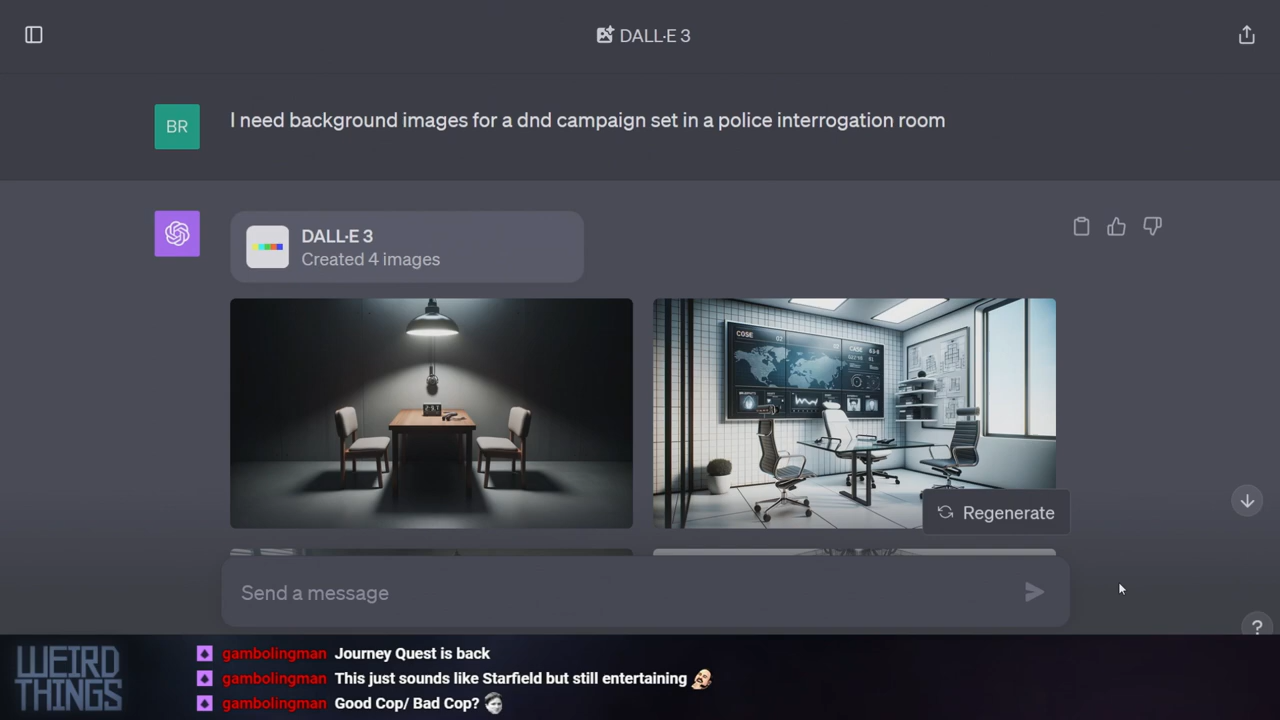 DALL·E 3
BR
I need background images for a dnd campaign set in a police interrogation room
DALL·E 3
Created 4 images
COSE
02
CASE
Regenerate
Send a message
?
WEIRD
THINGS
gambolingman Journey Quest is back
gambolingman This just sounds like Starfield but still entertaining
gambolingman Good Cop/ Bad Cop?